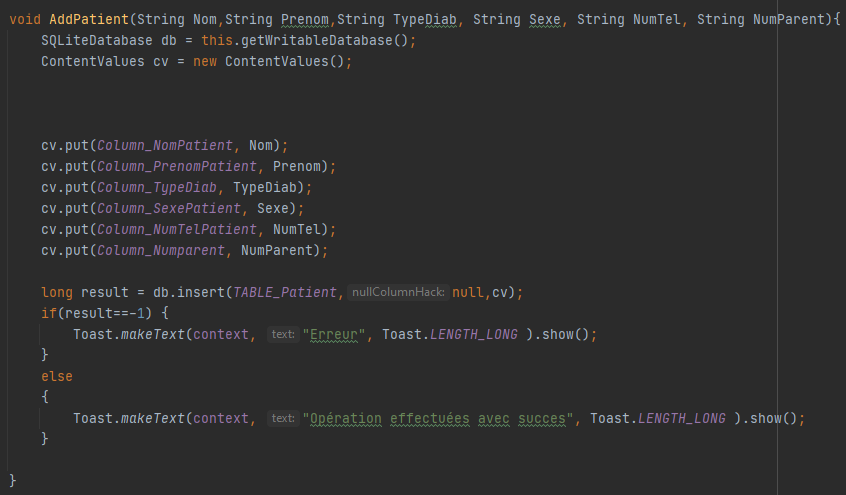 void AddPatient(String Nom,String Prenom,String TypeDiab, String Sexe, String NumTel, String NumParent){
SQLiteDatabase db = this.getWritableDatabase();
ContentValues cv = new ContentValues();
cv.put(Column_NomPatient, Nom);
cv.put(Column_PrenomPatient, Prenom);
cv.put(Column_TypeDiab, TypeDiab);
cv.put(Column_SexePatient, Sexe);
cv.put(Column_NumTelPatient, NumTel);
cv.put(Column_Numparent, NumParent);
long result = db.insert(TABLE_Patient, nullColumnHack: null,cv);
if(result==-1) {
Toast.makeText(context, text: "Erreur", Toast.LENGTH_LONG ).show();
}
else
{
Toast.makeText(context, text: "Opération effectuées avec succes", Toast.LENGTH_LONG ).show();
}
}